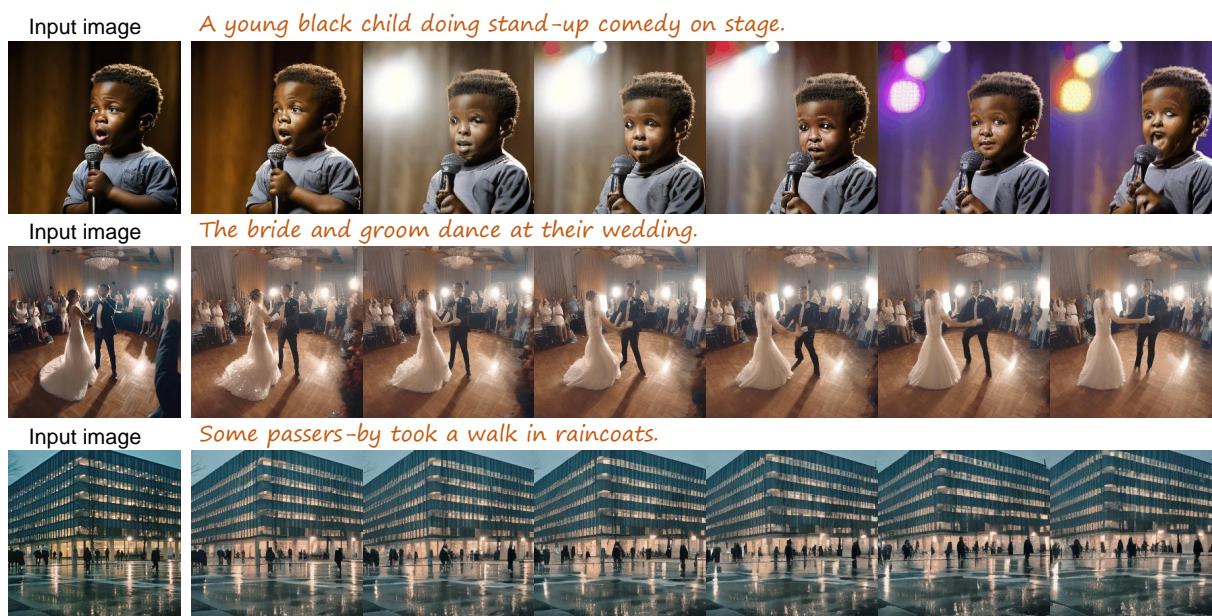 Input image
A young black child doing stand-up comedy on stage.
Input image
The bride and groom dance at their wedding.
Input image
Some passers-by took a walk in raincoats.